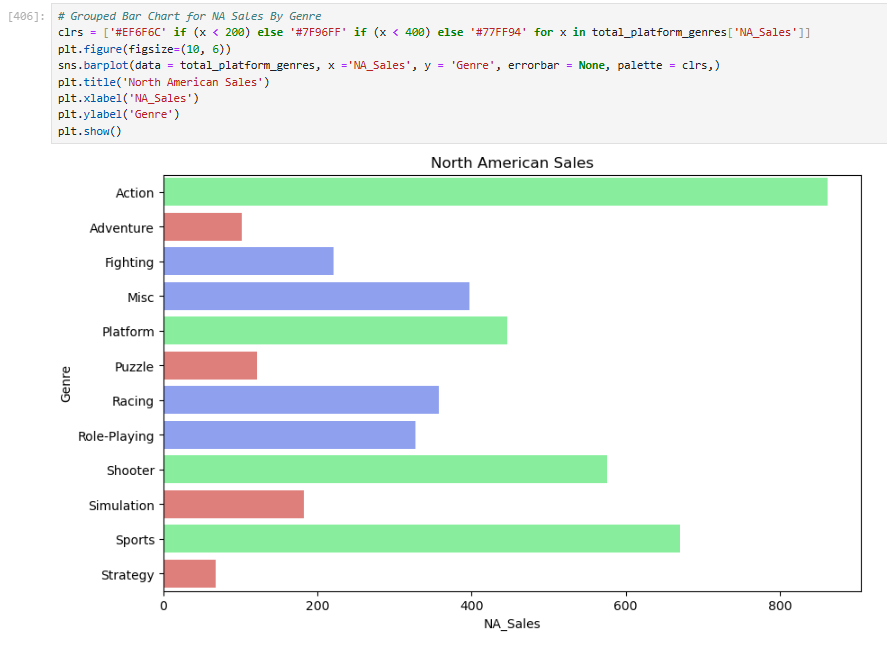 [406]:
# Grouped Bar Chart for NA Sales By Genre
clrs = ['#EF6F6C' if (x < 200) else '#7F96FF' if (x < 400) else '#77FF94' for x in total_platform_genres['NA_Sales']]
plt.figure(figsize=(10, 6))
sns.barplot(data = total_platform_genres, x ='NA_Sales', y = 'Genre', errorbar = None, palette = clrs,)
plt.title('North American Sales')
plt.xlabel('NA_Sales')
plt.ylabel('Genre')
plt.show()
North American Sales
Action
Adventure
Fighting
Misc
Platform
Puzzle
Genre
Racing
Role-Playing
Shooter
Simulation
Sports
Strategy
0 200 400 600 800
NA_Sales